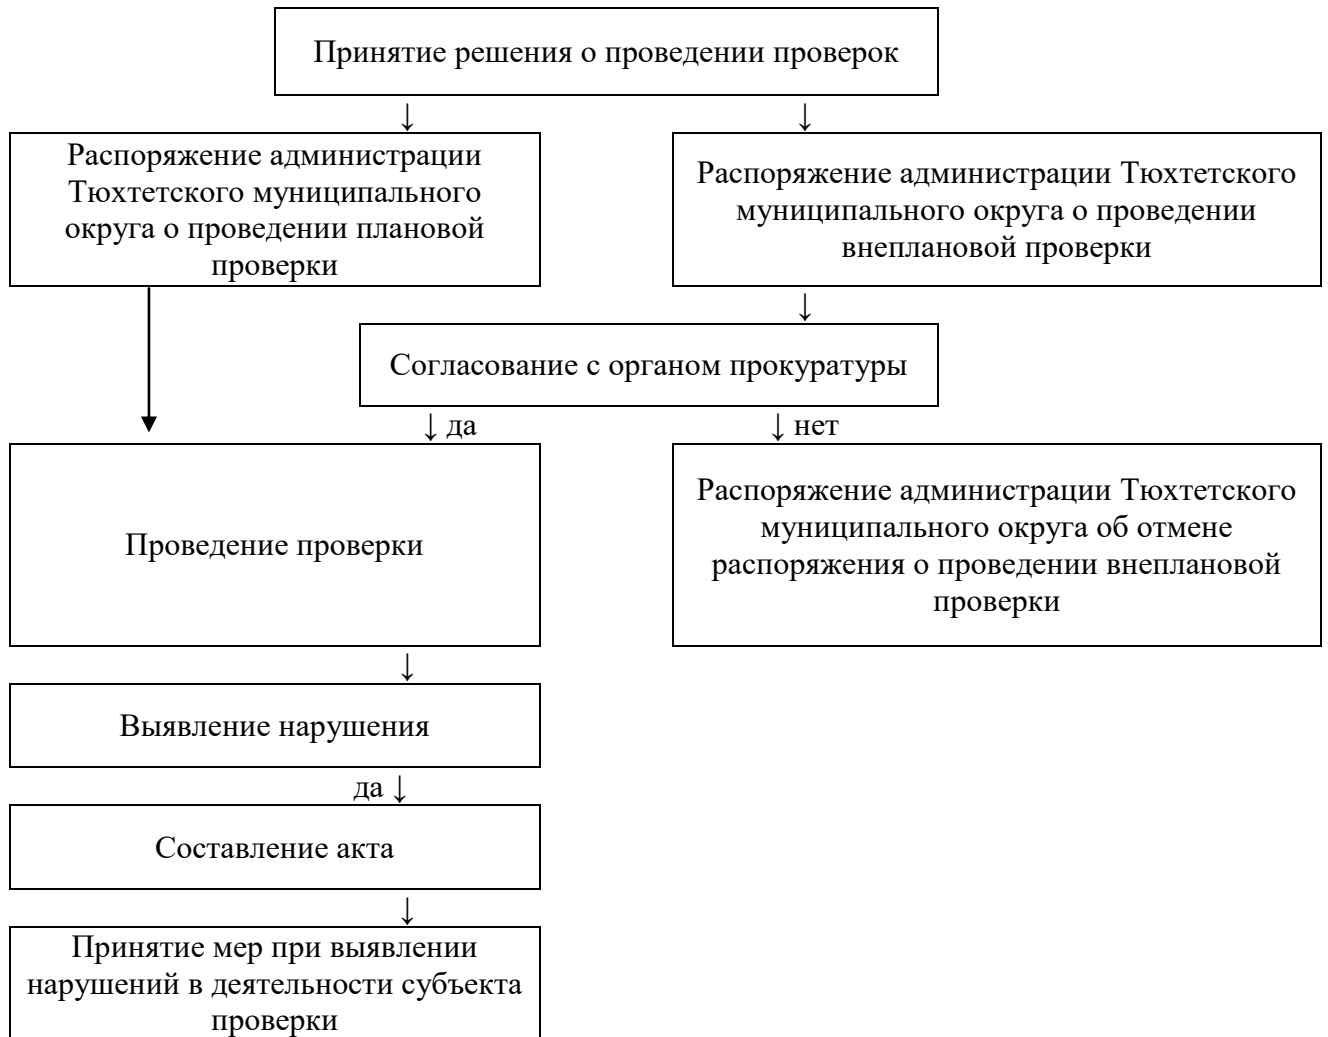 Принятие решения о проведении проверок
↓ ↓
Распоряжение администрации
Тюхтетского муниципального
округа о проведении плановой
проверки
Распоряжение администрации Тюхтетского
муниципального округа о проведении
внеплановой проверки
↓
Согласование с органом прокуратуры
↓ да
↓ нет
Проведение проверки
Распоряжение администрации Тюхтетского
муниципального округа об отмене
распоряжения о проведении внеплановой
проверки
↓
Выявление нарушения
да ↓
Составление акта
↓
Принятие мер при выявлении
нарушений в деятельности субъекта
проверки